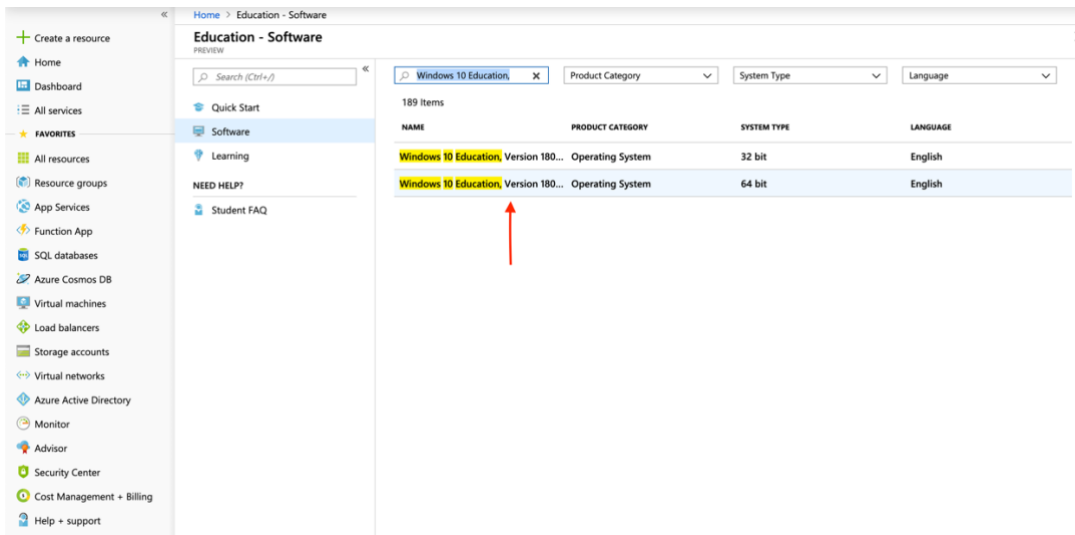 Home > Education - Software
Create a resource
Home
Dashboard
All services
FAVORITES
All resources
Resource groups
App Services
Function App
SQL databases
Azure Cosmos DB
Virtual machines
Load balancers
Storage accounts
Virtual networks
Azure Active Directory
Monitor
Advisor
Security Center
Cost Management + Billing
Help + support
Education - Software
PREVIEW
Search (Ctrl+/)
Quick Start
Software
Learning
NEED HELP?
Student FAQ
Windows 10 Education, Product Category System Type Language
189 Items
NAME PRODUCT CATEGORY SYSTEM TYPE LANGUAGE
Windows 10 Education, Version 180... Operating System 32 bit English
Windows 10 Education, Version 180... Operating System 64 bit English